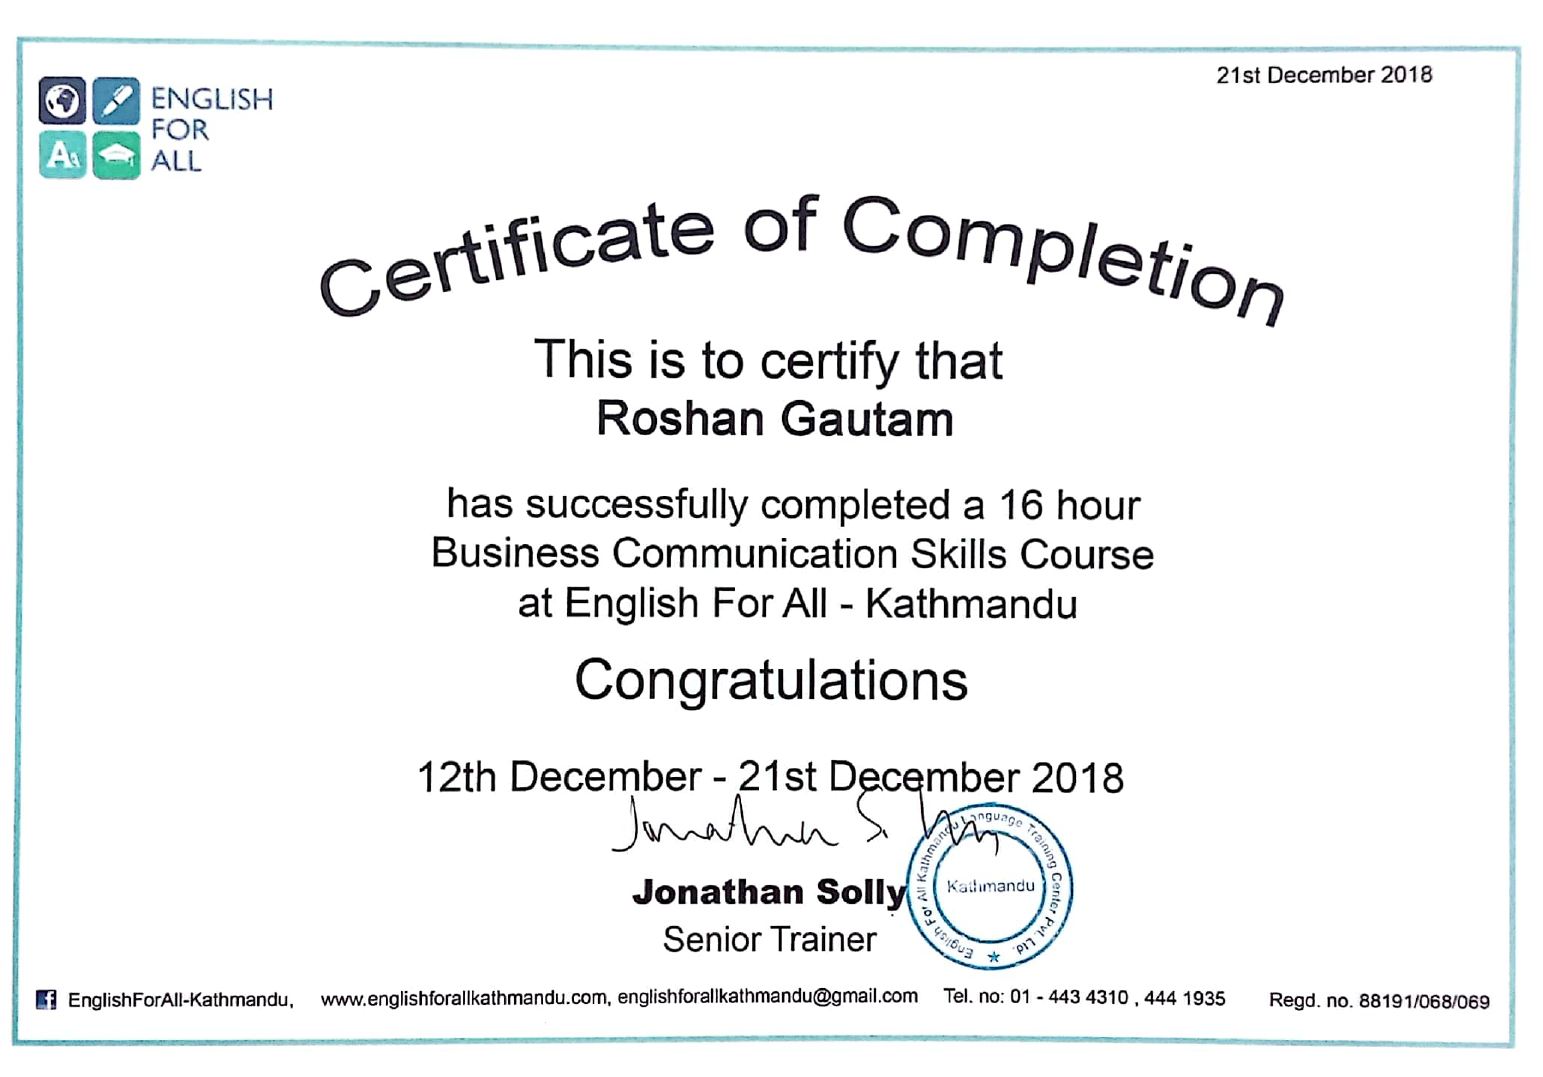 21st December 2018
ENGLISH
FOR
ALL
Aa
Certificate of Completion
This is to certify that
Roshan Gautam
has successfully completed a 16 hour
Business Communication Skills Course
at English For All - Kathmandu
Congratulations
12th December - 21st December 2018
Jonathan Solly
Senior Trainer
English For All Kathmandu Language Training Center Pvt. Ltd.
Kathmandu
f EnglishForAll-Kathmandu, www.englishforallkathmandu.com, englishforallkathmandu@gmail.com Tel. no: 01 - 443 4310 , 444 1935 Regd. no. 88191/068/069